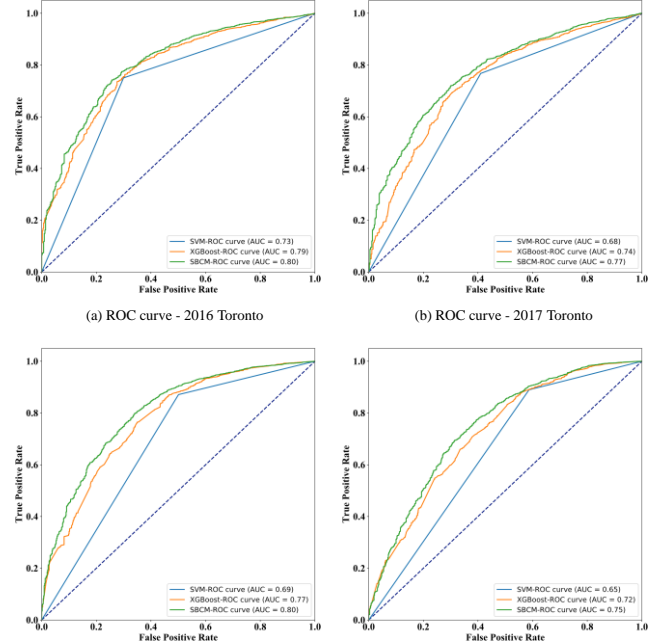 1.0
1.0
0.8
0.8
0.6
0.6
True Positive Rate
True Positive Rate
0.4
0.4
0.2
0.2
SVM-ROC curve (AUC = 0.73)
XGBoost-ROC curve (AUC = 0.79)
SBCM-ROC curve (AUC = 0.80)
SVM-ROC curve (AUC = 0.68)
XGBoost-ROC curve (AUC = 0.74)
SBCM-ROC curve (AUC = 0.77)
0.0
0.0
0.0 0.2 0.4 0.6 0.8 1.0
0.0 0.2 0.4 0.6 0.8 1.0
False Positive Rate
False Positive Rate
(a) ROC curve - 2016 Toronto
(b) ROC curve - 2017 Toronto
1.0
1.0
0.8
0.8
0.6
0.6
True Positive Rate
True Positive Rate
0.4
0.4
0.2
0.2
SVM-ROC curve (AUC = 0.69)
XGBoost-ROC curve (AUC = 0.77)
SBCM-ROC curve (AUC = 0.80)
SVM-ROC curve (AUC = 0.65)
XGBoost-ROC curve (AUC = 0.72)
SBCM-ROC curve (AUC = 0.75)
0.0
0.0
0.0 0.2 0.4 0.6 0.8 1.0
0.0 0.2 0.4 0.6 0.8 1.0
False Positive Rate
False Positive Rate